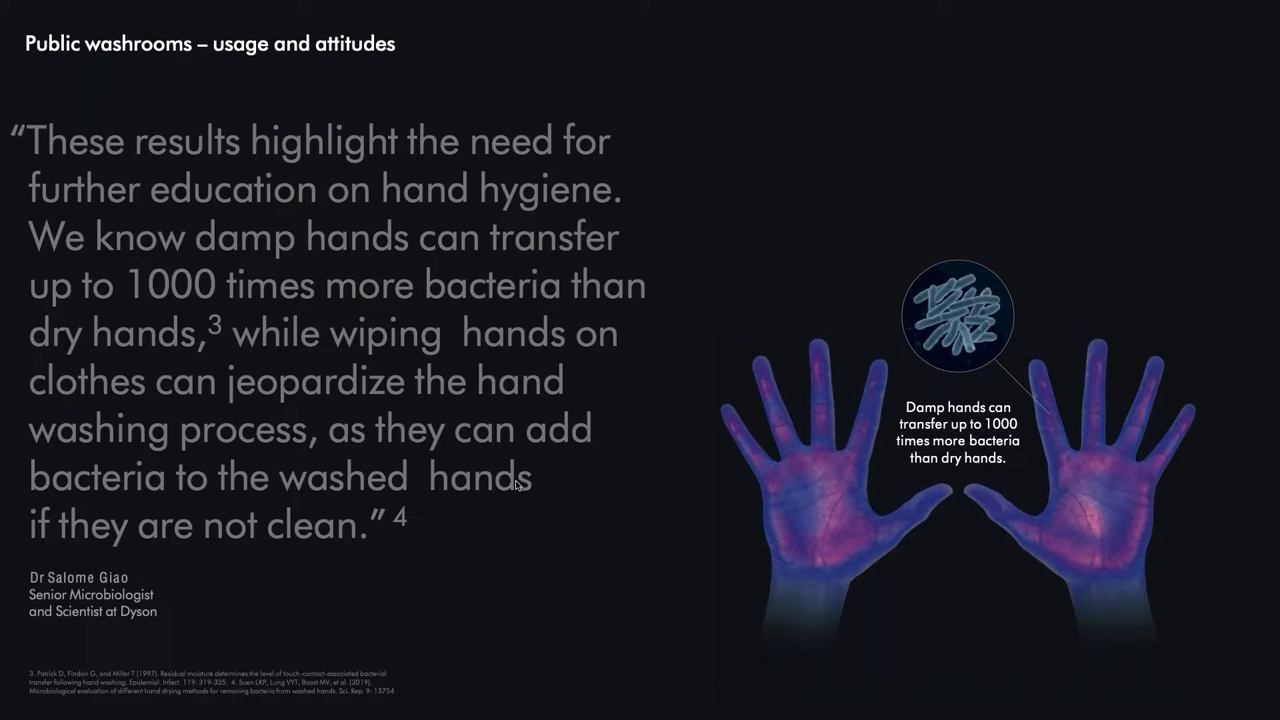 Public washrooms – usage and attitudes
“These results highlight the need for
further education on hand hygiene.
We know damp hands can transfer
up to 1000 times more bacteria than
dry hands,³ while wiping  hands on
clothes can jeopardize the hand
washing process, as they can add
bacteria to the washed  hands
if they are not clean.” ⁴
Dr Salome Giao
Senior Microbiologist
and Scientist at Dyson
Damp hands can
transfer up to 1000
times more bacteria
than dry hands.
3. Patrick D, Findon G, and Miller T (1997). Residual moisture determines the level of touch-contact-associated bacterial
transfer following hand washing. Epidemiol. Infect. 119: 319-325. 4. Suen LKP, Lung VYT, Boost MV, et al. (2019).
Microbiological evaluation of different hand drying methods for removing bacteria from washed hands. Sci. Rep. 9: 13754